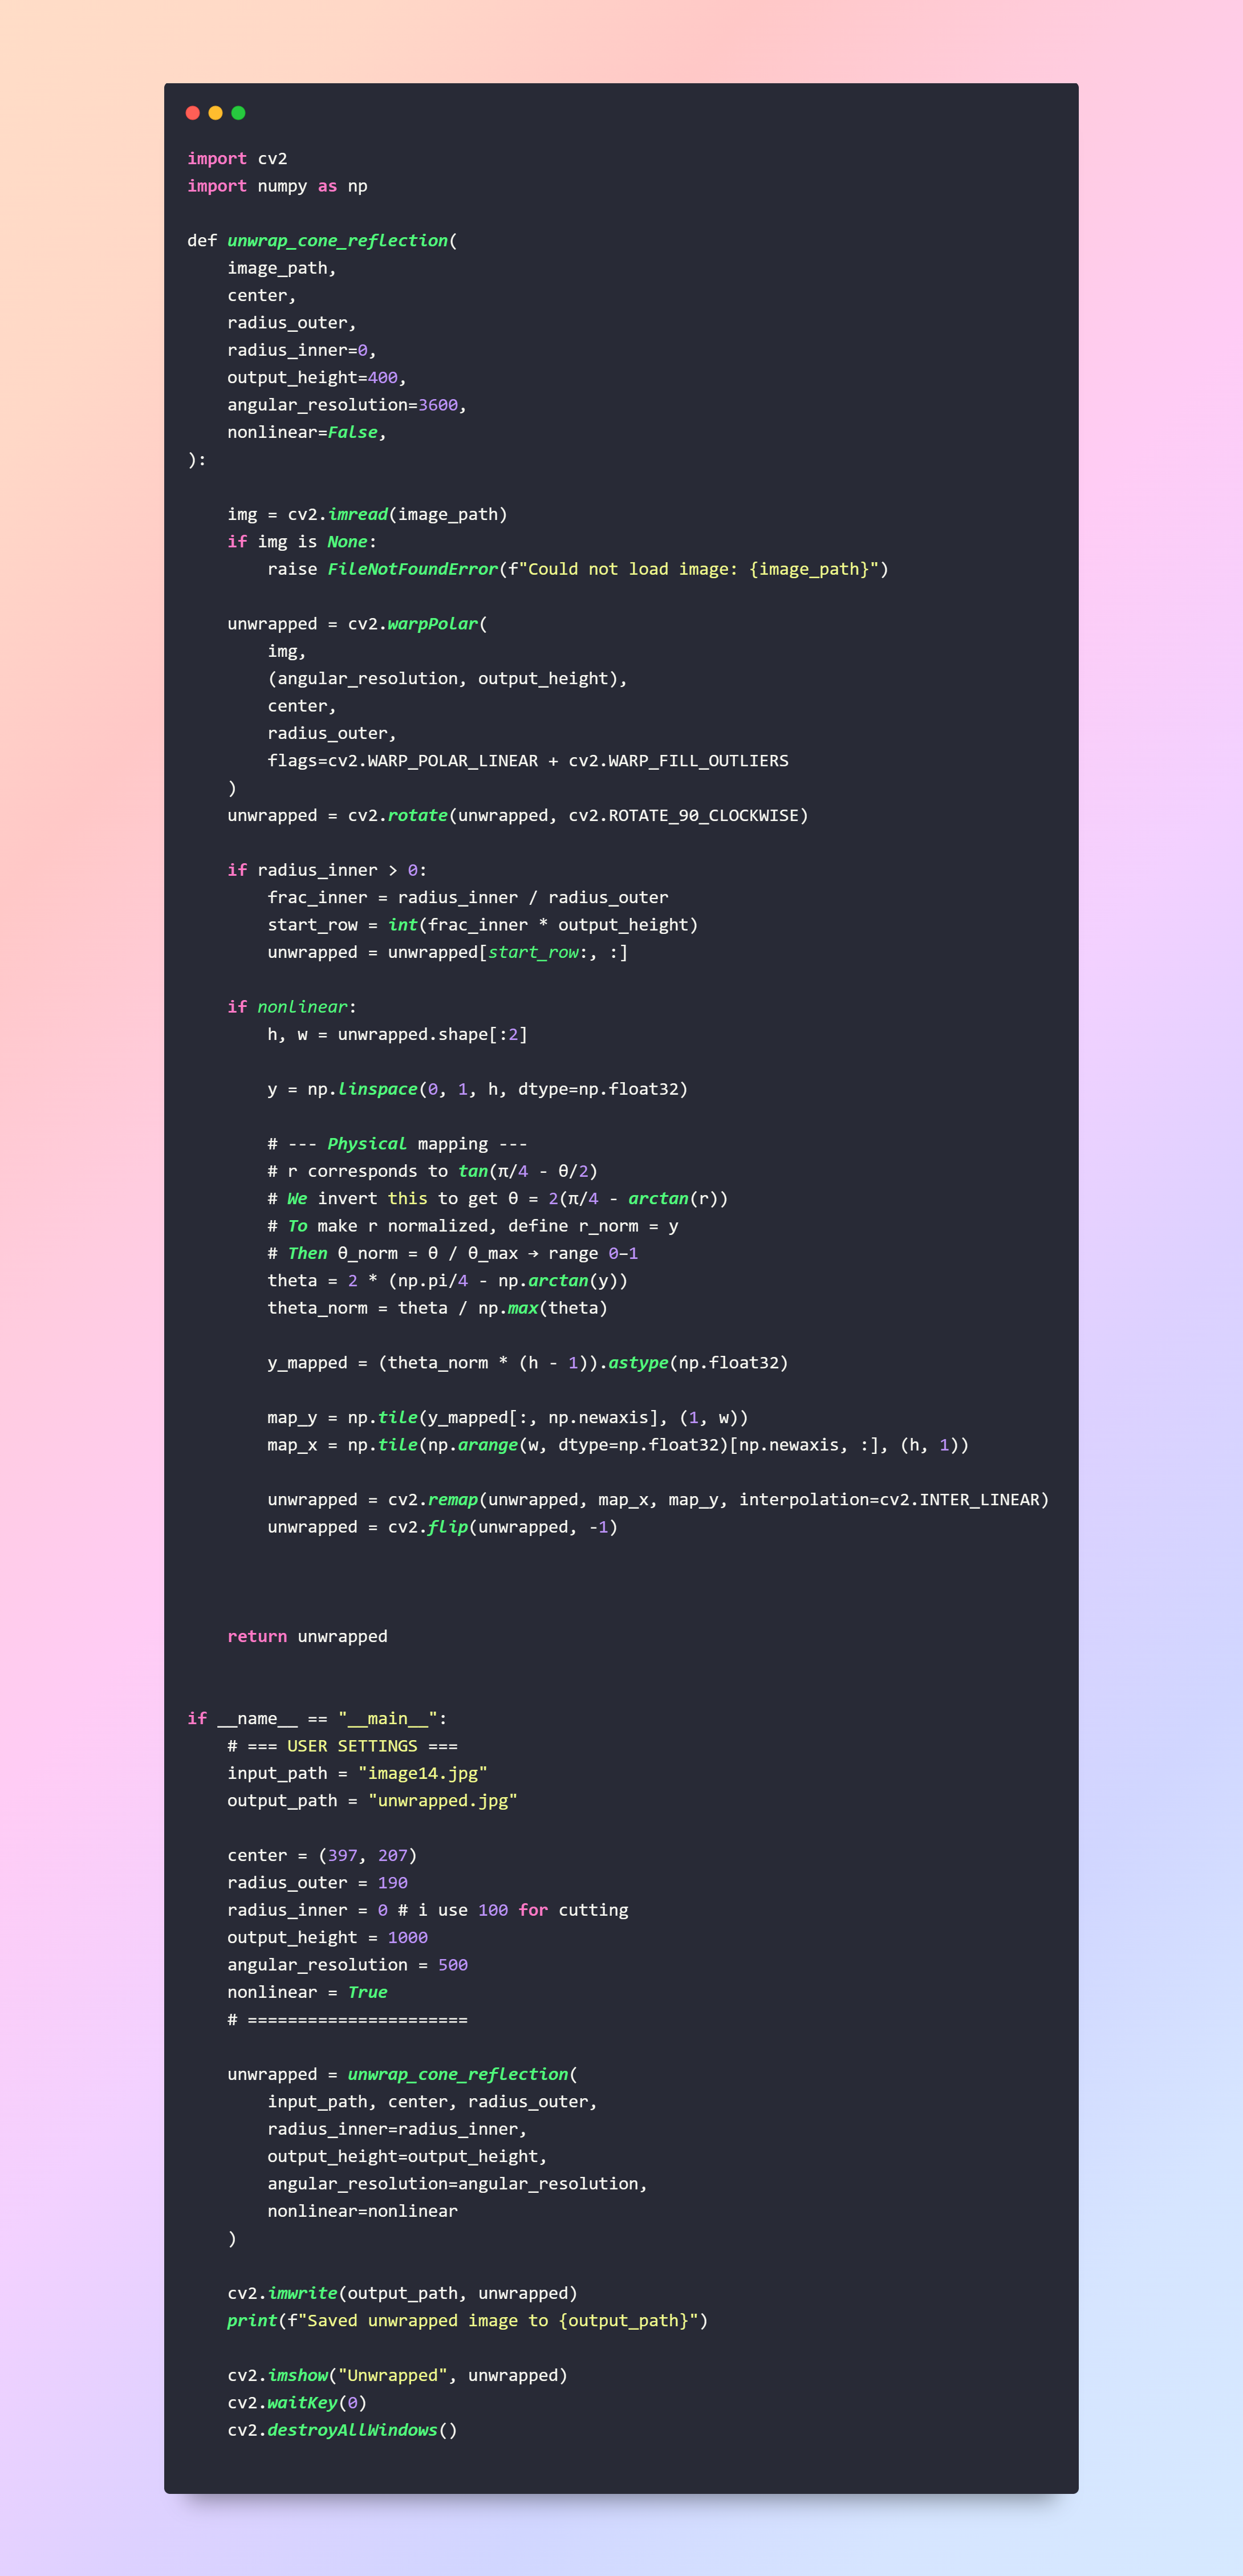 import cv2
import numpy as np

def unwrap_cone_reflection(
    image_path,
    center,
    radius_outer,
    radius_inner=0,
    output_height=400,
    angular_resolution=3600,
    nonlinear=False,
):

    img = cv2.imread(image_path)
    if img is None:
        raise FileNotFoundError(f"Could not load image: {image_path}")

    unwrapped = cv2.warpPolar(
        img,
        (angular_resolution, output_height),
        center,
        radius_outer,
        flags=cv2.WARP_POLAR_LINEAR + cv2.WARP_FILL_OUTLIERS
    )
    unwrapped = cv2.rotate(unwrapped, cv2.ROTATE_90_CLOCKWISE)

    if radius_inner > 0:
        frac_inner = radius_inner / radius_outer
        start_row = int(frac_inner * output_height)
        unwrapped = unwrapped[start_row:, :]

    if nonlinear:
        h, w = unwrapped.shape[:2]

        y = np.linspace(0, 1, h, dtype=np.float32)

        # --- Physical mapping ---
        # r corresponds to tan(π/4 - θ/2)
        # We invert this to get θ = 2(π/4 - arctan(r))
        # To make r normalized, define r_norm = y
        # Then θ_norm = θ / θ_max → range 0–1
        theta = 2 * (np.pi/4 - np.arctan(y))
        theta_norm = theta / np.max(theta)

        y_mapped = (theta_norm * (h - 1)).astype(np.float32)

        map_y = np.tile(y_mapped[:, np.newaxis], (1, w))
        map_x = np.tile(np.arange(w, dtype=np.float32)[np.newaxis, :], (h, 1))

        unwrapped = cv2.remap(unwrapped, map_x, map_y, interpolation=cv2.INTER_LINEAR)
        unwrapped = cv2.flip(unwrapped, -1)

    return unwrapped

if __name__ == "__main__":
    # === USER SETTINGS ===
    input_path = "image14.jpg"
    output_path = "unwrapped.jpg"

    center = (397, 207)
    radius_outer = 190
    radius_inner = 0 # i use 100 for cutting
    output_height = 1000
    angular_resolution = 500
    nonlinear = True
    # ======================

    unwrapped = unwrap_cone_reflection(
        input_path, center, radius_outer,
        radius_inner=radius_inner,
        output_height=output_height,
        angular_resolution=angular_resolution,
        nonlinear=nonlinear
    )

    cv2.imwrite(output_path, unwrapped)
    print(f"Saved unwrapped image to {output_path}")

    cv2.imshow("Unwrapped", unwrapped)
    cv2.waitKey(0)
    cv2.destroyAllWindows()